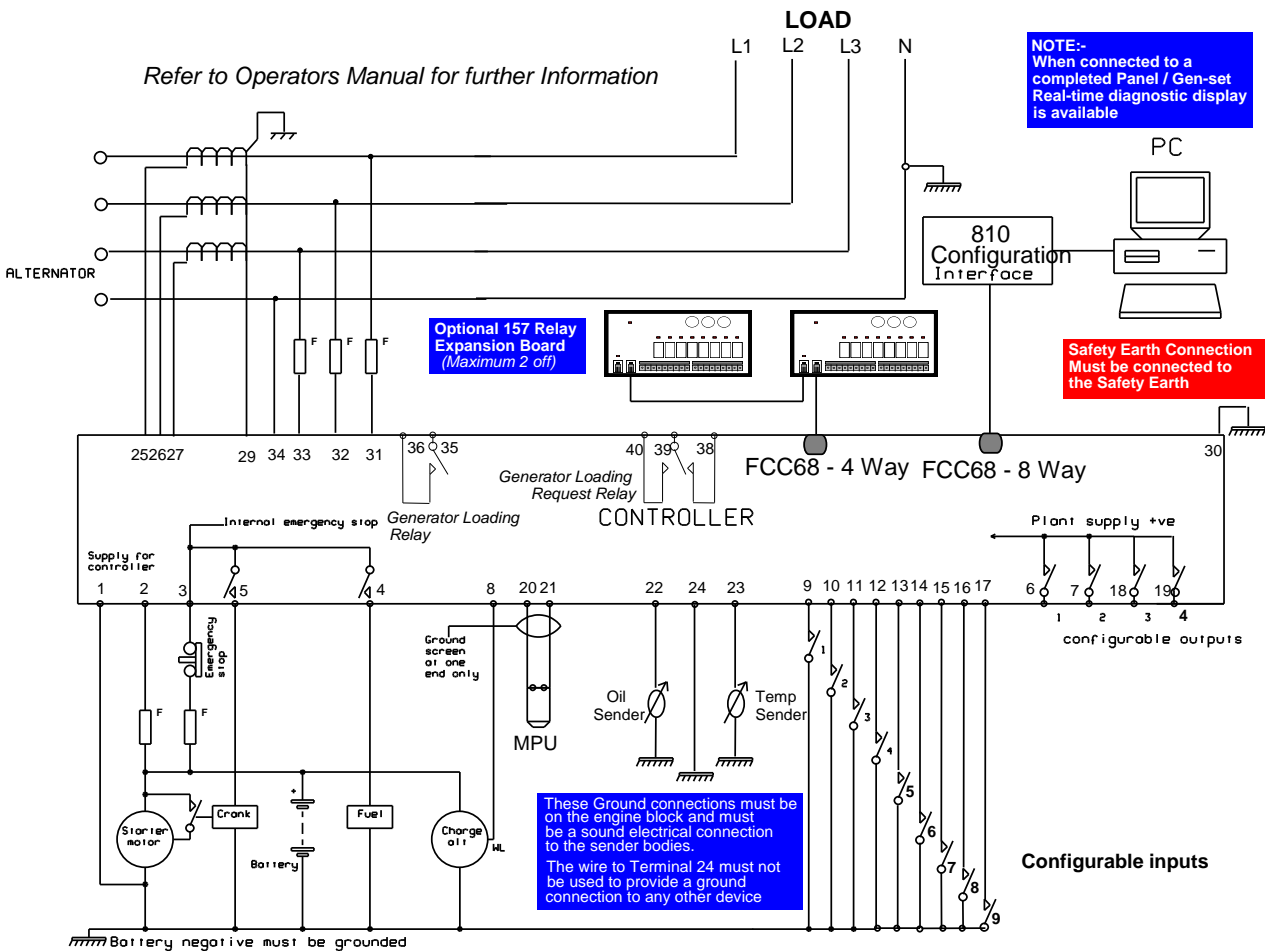 LOAD
L1 L2 L3 N
Refer to Operators Manual for further Information
NOTE:-
When connected to a
completed Panel / Gen-set
Real-time diagnostic display
is available
PC
810
Configuration
Interface
ALTERNATOR
F F F
Optional 157 Relay
Expansion Board
(Maximum 2 off)
Safety Earth Connection
Must be connected to
the Safety Earth
25 26 27 29 34 33 32 31 36 35 40 39 38 30
FCC68 - 4 Way FCC68 - 8 Way
Generator Loading
Relay
Generator Loading
Request Relay
CONTROLLER
Internal emergency stop
Plant supply +ve
Supply for
controller
1 2 3 5 4 8 20 21 22 24 23 9 10 11 12 13 14 15 16 17 6 7 18 19
1 2 3 4
configurable outputs
Emergency
stop
Ground
screen
at one
end only
F F
MPU
Oil
Sender
Temp
Sender
1
2
3
4
5
6
7
8
9
Starter
motor
Crank
+
Battery
Fuel
Charge
alt
WL
These Ground connections must be
on the engine block and must
be a sound electrical connection
to the sender bodies.
The wire to Terminal 24 must not
be used to provide a ground
connection to any other device
Configurable inputs
Battery negative must be grounded